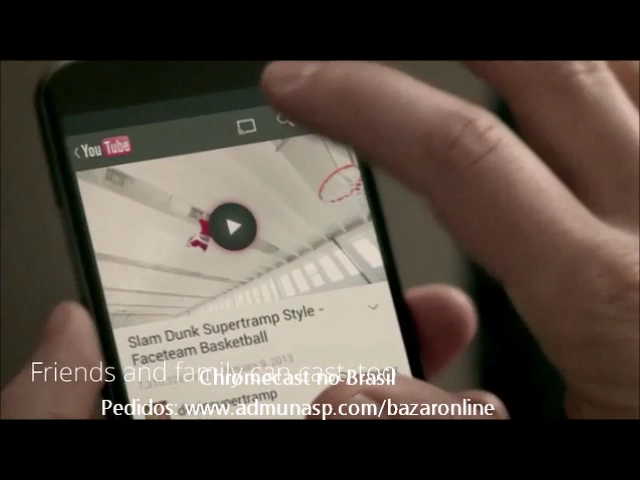 YouTube
Slam Dunk Supertramp Style -
Faceteam Basketball
Friends and family can cast, too
Chromecast no Brasil
supertramp
Pedidos: www.admunasp.com/bazaronline